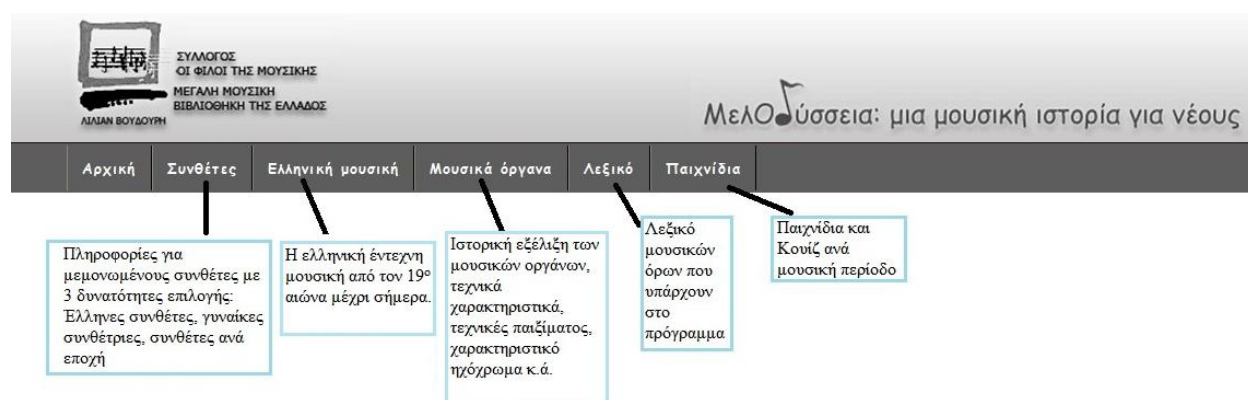 ΣΥΛΛΟΓΟΣ
ΟΙ ΦΙΛΟΙ ΤΗΣ ΜΟΥΣΙΚΗΣ
ΜΕΓΑΛΗ ΜΟΥΣΙΚΗ
ΒΙΒΛΙΟΘΗΚΗ ΤΗΣ ΕΛΛΑΔΟΣ
ΛΙΛΙΑΝ ΒΟΥΔΟΥΡΗ
ΜελΟδύσσεια: μια μουσική ιστορία για νέους
Αρχική
Συνθέτες
Ελληνική μουσική
Μουσικά όργανα
Λεξικό
Παιχνίδια
Πληροφορίες για
μεμονωμένους συνθέτες με
3 δυνατότητες επιλογής:
Έλληνες συνθέτες, γυναίκες
συνθέτριες, συνθέτες ανά
εποχή
Η ελληνική έντεχνη
μουσική από τον 19ο
αιώνα μέχρι σήμερα.
Ιστορική εξέλιξη των
μουσικών οργάνων,
τεχνικά
χαρακτηριστικά,
τεχνικές παιξίματος,
χαρακτηριστικό
ηχόχρωμα κ.ά.
Λεξικό
μουσικών
όρων που
υπάρχουν
στο
πρόγραμμα
Παιχνίδια και
Κουίζ ανά
μουσική περίοδο